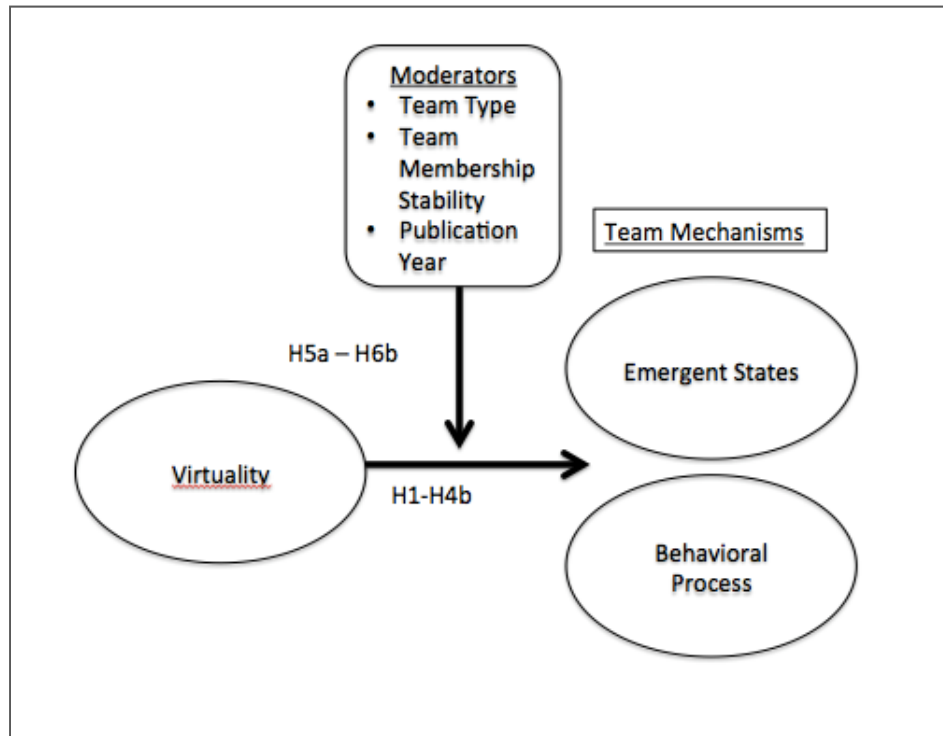 Moderators
• Team Type
• Team
Membership
Stability
• Publication
Year
Team Mechanisms
H5a – H6b
Emergent States
Virtuality
H1-H4b
Behavioral
Process